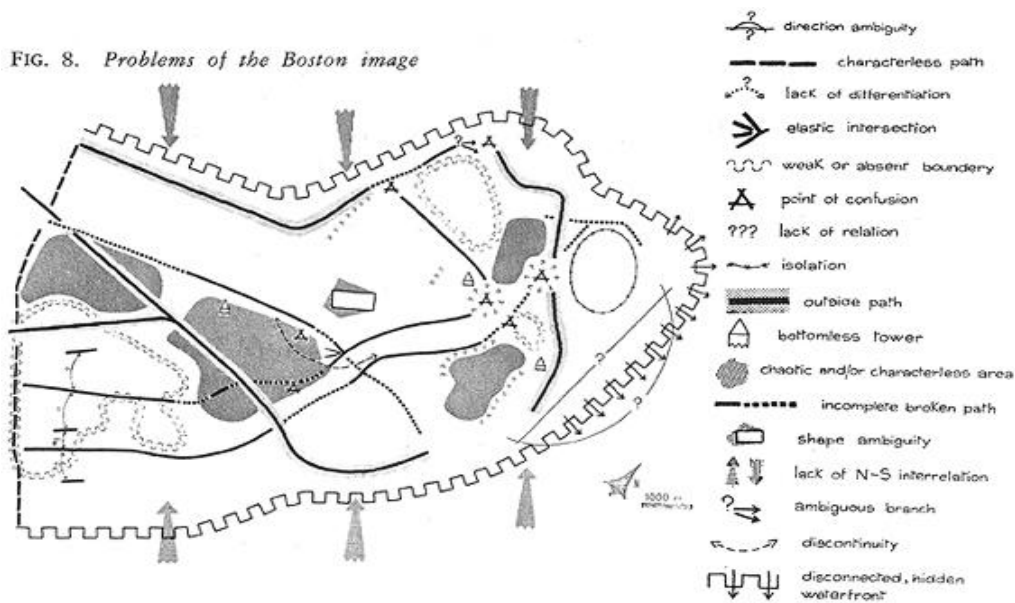 FIG. 8. Problems of the Boston image
? direction ambiguity
?
characterless path
? lack of differentiation
elastic intersection
weak or absent boundery
point of confusion
??? lack of relation
isolation
outside path
bottomless tower
chaotic and/or characterless area
incomplete broken path
shape ambiguity
lack of N-S interrelation
? ambiguous branch
discontinuity
disconnected, hidden
waterfront
?
?
?
?
1000 m